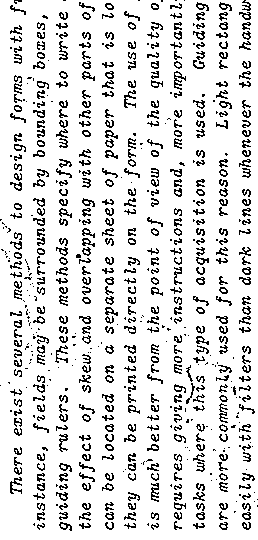 There exist several methods to design forms with
instance, fields may be surrounded by bounding boxes,
guiding rulers. These methods specify where to write
the effect of skew and overlapping with other parts of
can be located on a separate sheet of paper that is
they can be printed directly on the form. The use of
is much better from the point of view of the quality
requires giving more instructions and, more importantly
tasks where this type of acquisition is used. Guiding
are more commonly used for this reason. Light
easily with filters than dark lines whenever the